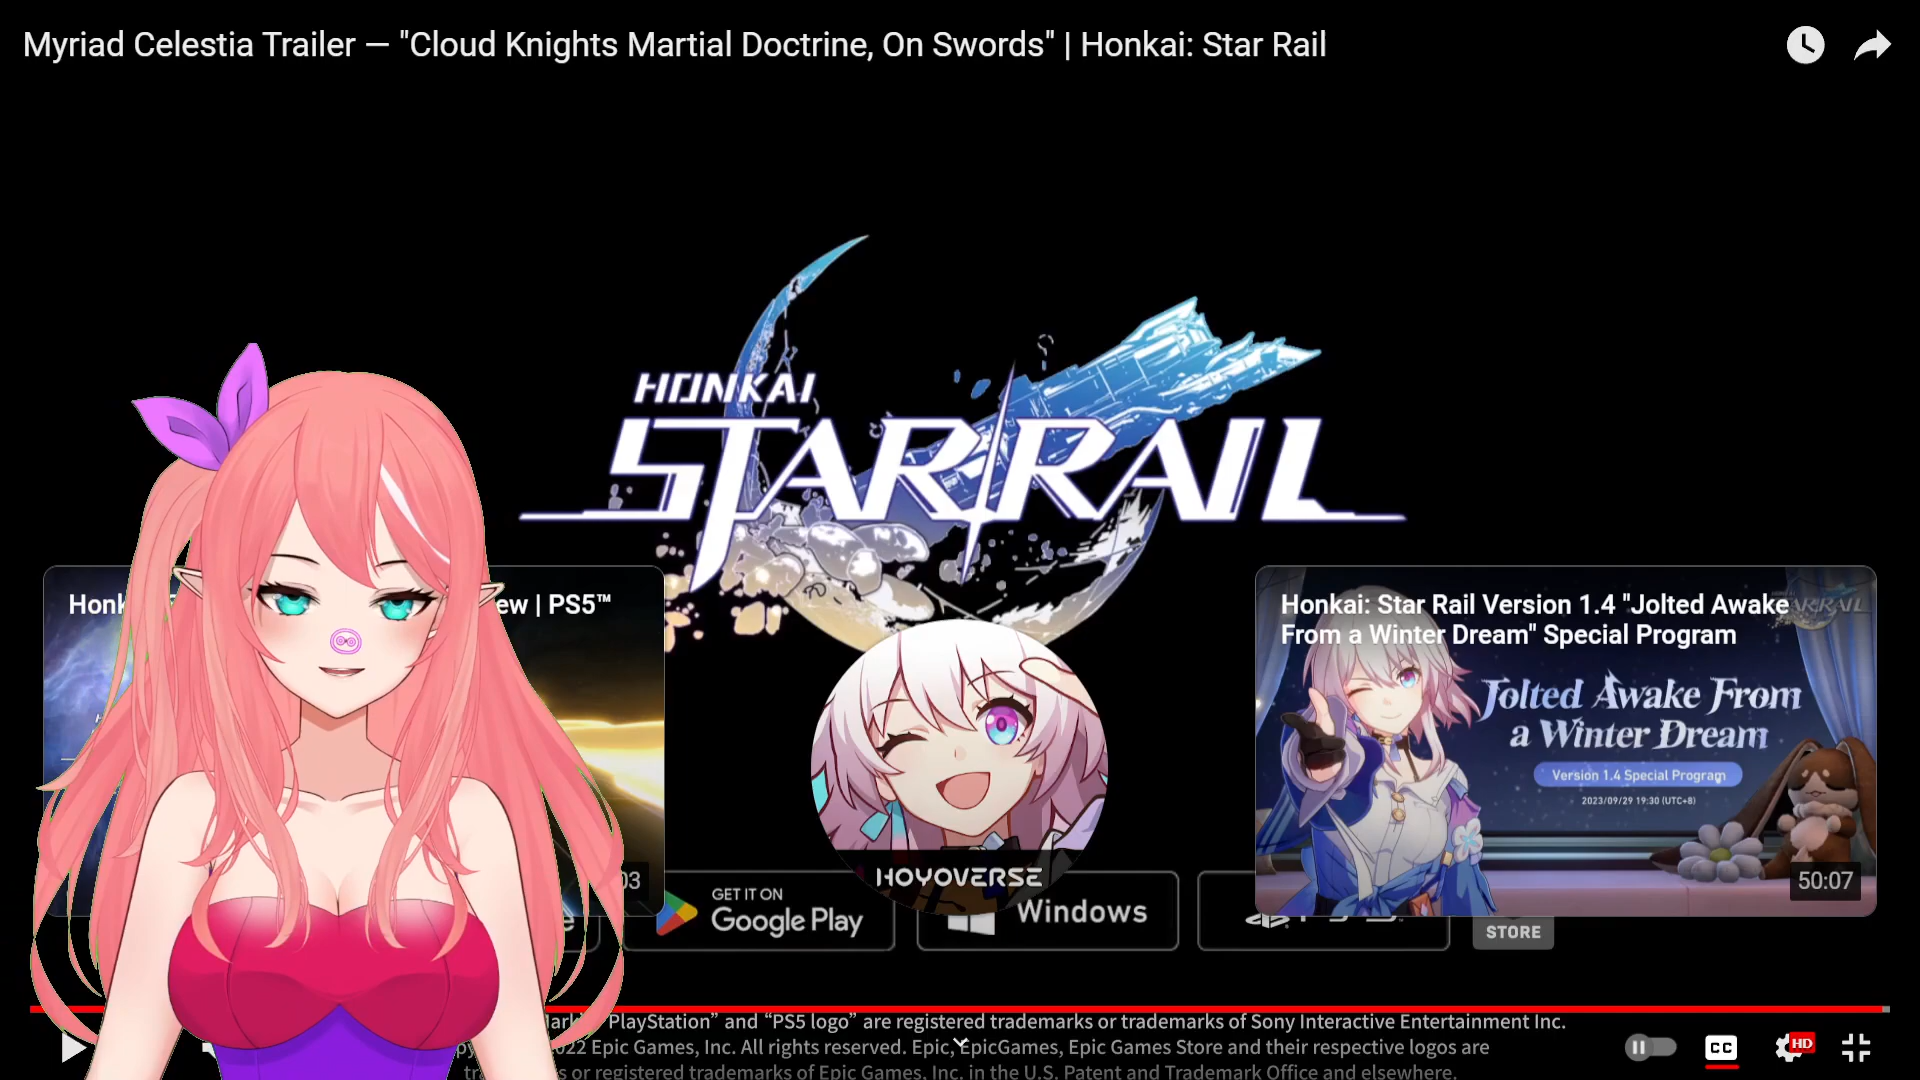 Myriad Celestia Trailer — "Cloud Knights Martial Doctrine, On Swords" | Honkai: Star Rail
HONKAI
STAR RAIL
Honk
ew | PS5™
03
Honkai: Star Rail Version 1.4 "Jolted Awake
From a Winter Dream" Special Program
Jolted Awake From
a Winter Dream
Version 1.4 Special Program
2023/09/29 19:30 (UTC+8)
50:07
HOYOVERSE
GET IT ON
Google Play
Windows
STORE
"PlayStation" and “PS5 logo” are registered trademarks or trademarks of Sony Interactive Entertainment Inc.
22 Epic Games, Inc. All rights reserved. Epic, EpicGames, Epic Games Store and their respective logos are
s or registered trademarks of Epic Games, Inc. in the U.S. Patent and Trademark Office and elsewhere.
CC
HD